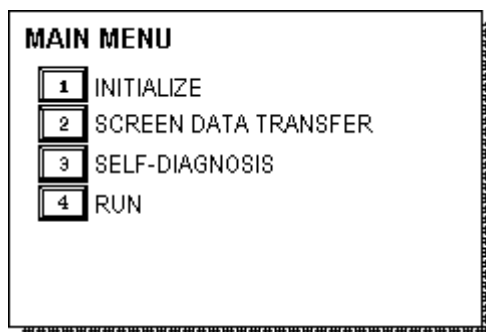 MAIN MENU
1 INITIALIZE
2 SCREEN DATA TRANSFER
3 SELF-DIAGNOSIS
4 RUN